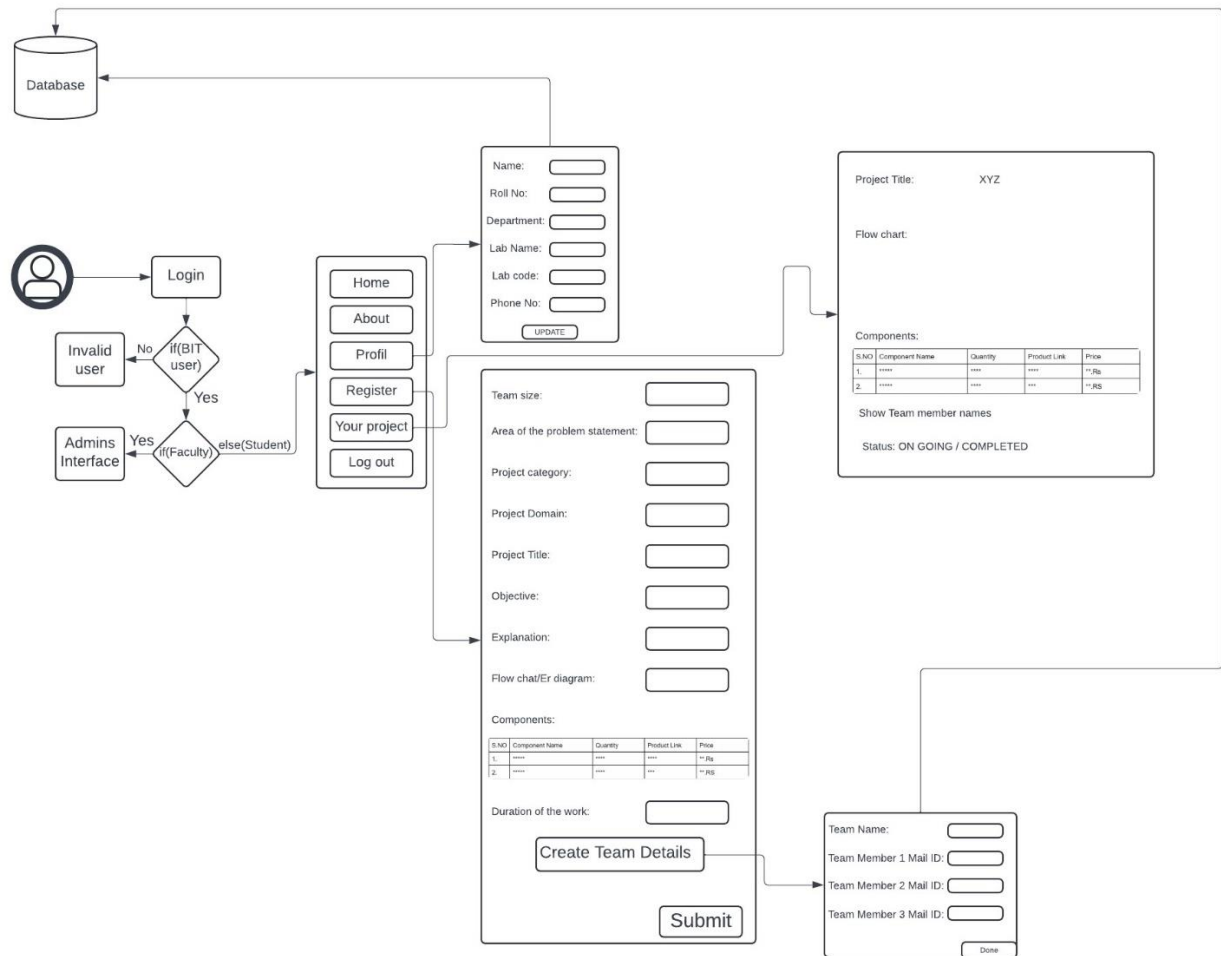 Database
Name:
Roll No:
Department:
Lab Name:
Lab code:
Phone No:
UPDATE
Project Title: XYZ
Flow chart:
Components:
S.NO Component Name Quantity Product Link Price
1. ***** **** **** **.Rs
2. ***** **** *** **.RS
Show Team member names
Status: ON GOING / COMPLETED
Login
if(BIT
user)
No
Invalid
user
Yes
if(Faculty)
Yes
Admins
Interface
else(Student)
Home
About
Profil
Register
Your project
Log out
Team size:
Area of the problem statement:
Project category:
Project Domain:
Project Title:
Objective:
Explanation:
Flow chat/Er diagram:
Components:
S.NO Component Name Quantity Product Link Price
1. ***** **** **** **.Rs
2. ***** **** *** **.RS
Duration of the work:
Create Team Details
Submit
Team Name:
Team Member 1 Mail ID:
Team Member 2 Mail ID:
Team Member 3 Mail ID:
Done